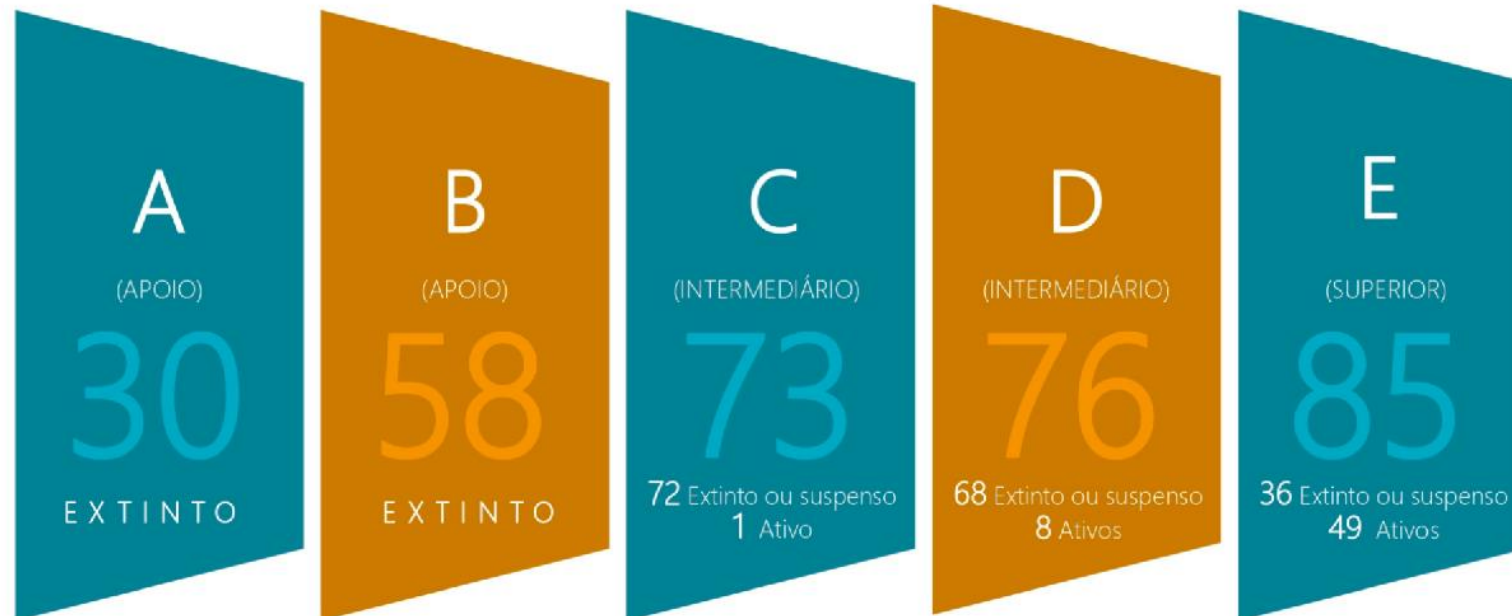 A
(APOIO)
30
EXTINTO
B
(APOIO)
58
EXTINTO
C
(INTERMEDIÁRIO)
73
72 Extinto ou suspenso
1 Ativo
D
(INTERMEDIÁRIO)
76
68 Extinto ou suspenso
8 Ativos
E
(SUPERIOR)
85
36 Extinto ou suspenso
49 Ativos